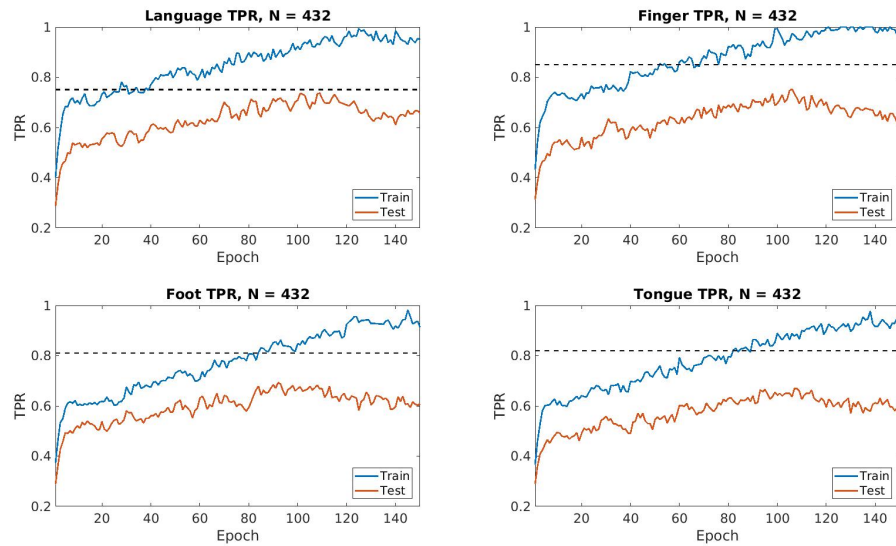 Language TPR, N = 432
1
0.8
0.6
0.4
0.2
TPR
20 40 60 80 100 120 140
Epoch
Train
Test
Finger TPR, N = 432
1
0.8
0.6
0.4
0.2
TPR
20 40 60 80 100 120 140
Epoch
Train
Test
Foot TPR, N = 432
1
0.8
0.6
0.4
0.2
TPR
20 40 60 80 100 120 140
Epoch
Train
Test
Tongue TPR, N = 432
1
0.8
0.6
0.4
0.2
TPR
20 40 60 80 100 120 140
Epoch
Train
Test